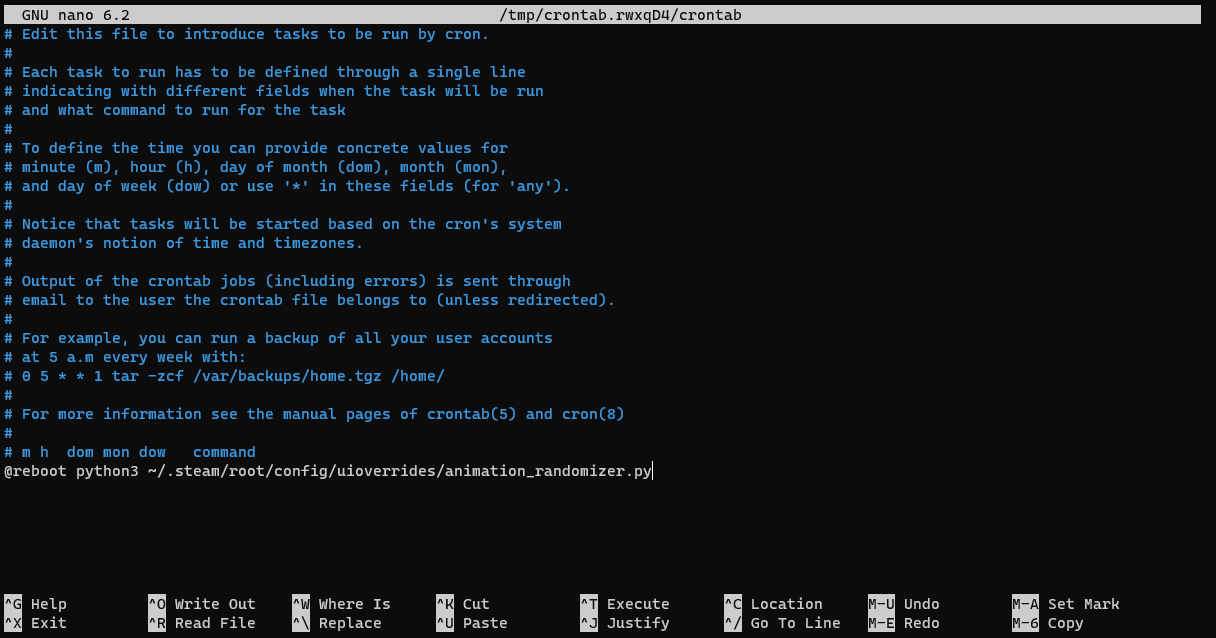 GNU nano 6.2 /tmp/crontab.rwxqD4/crontab
# Edit this file to introduce tasks to be run by cron.
#
# Each task to run has to be defined through a single line
# indicating with different fields when the task will be run
# and what command to run for the task
#
# To define the time you can provide concrete values for
# minute (m), hour (h), day of month (dom), month (mon),
# and day of week (dow) or use '*' in these fields (for 'any').
#
# Notice that tasks will be started based on the cron's system
# daemon's notion of time and timezones.
#
# Output of the crontab jobs (including errors) is sent through
# email to the user the crontab file belongs to (unless redirected).
#
# For example, you can run a backup of all your user accounts
# at 5 a.m every week with:
# 0 5 * * 1 tar -zcf /var/backups/home.tgz /home/
#
# For more information see the manual pages of crontab(5) and cron(8)
#
# m h  dom mon dow   command
@reboot python3 ~/.steam/root/config/uioverrides/animation_randomizer.py
^G Help ^O Write Out ^W Where Is ^K Cut ^T Execute ^C Location M-U Undo M-A Set Mark
^X Exit ^R Read File ^\ Replace ^U Paste ^J Justify ^/ Go To Line M-E Redo M-6 Copy